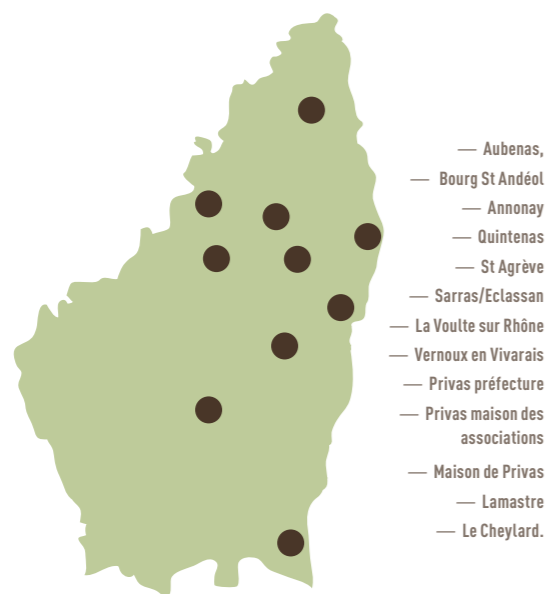 — Aubenas,
— Bourg St Andéol
— Annonay
— Quintenas
— St Agrève
— Sarras/Eclassan
— La Voulte sur Rhône
— Vernoux en Vivarais
— Privas préfecture
— Privas maison des
associations
— Maison de Privas
— Lamastre
— Le Cheylard.